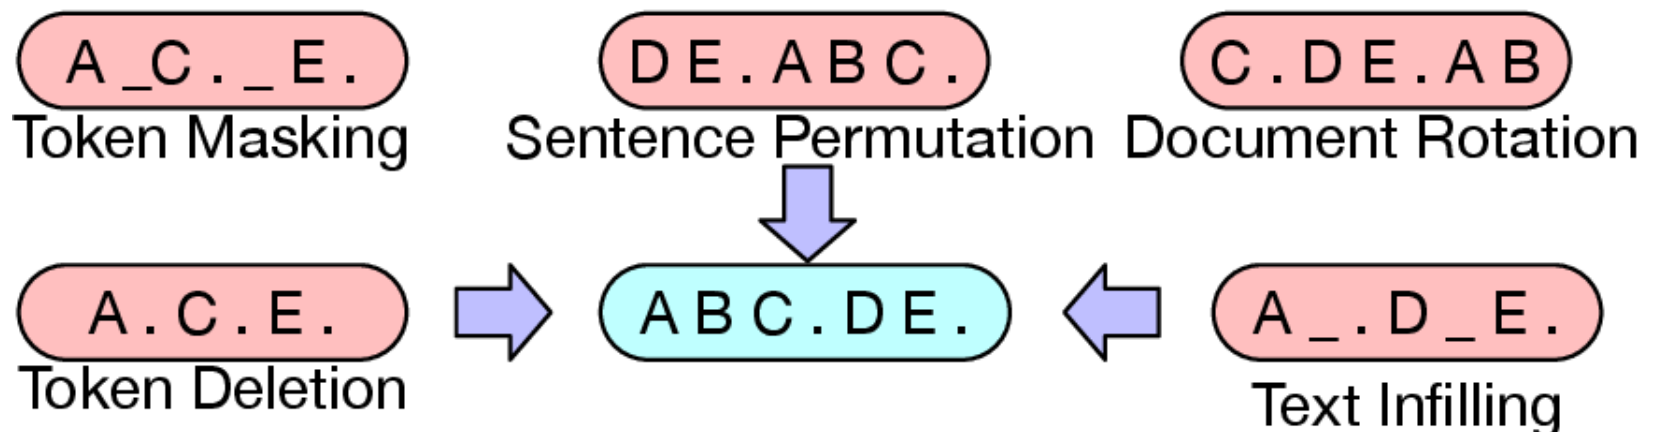 A _C . _ E .
D E . A B C .
C . D E . A B
Token Masking
Sentence Permutation
Document Rotation
A . C . E .
A B C . D E .
A _ . D _ E .
Token Deletion
Text Infilling